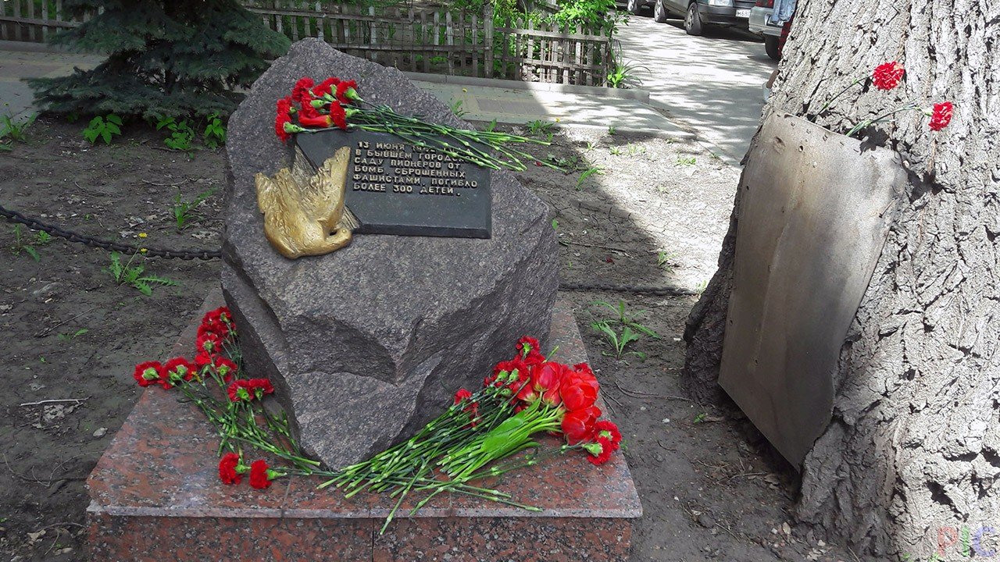 13 ИЮНЯ
В БЫВШЕМ
САДУ ПИОНЕРОВ ОТ
БОМБ, СБРОШЕННЫХ
ФАШИСТАМИ, ПОГИБЛО
БОЛЕЕ 300 ДЕТЕЙ.
PIC